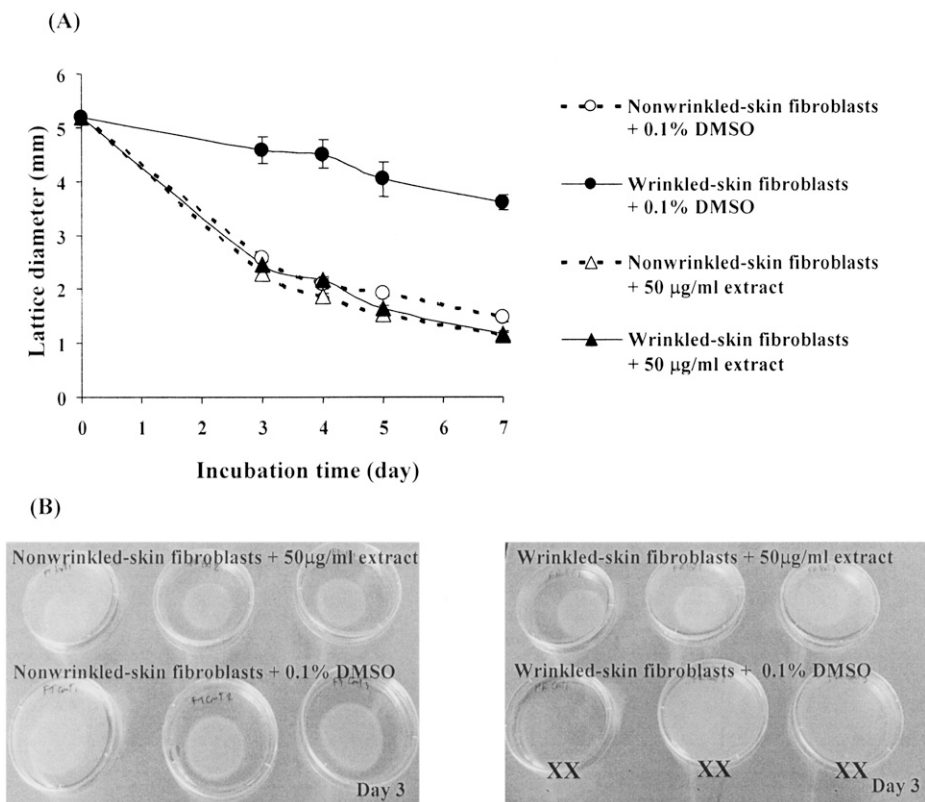 (A)
6
5
4
3
2
1
0
0 1 2 3 4 5 6 7
Lattice diameter (mm)
Incubation time (day)
Nonwrinkled-skin fibroblasts
+ 0.1% DMSO
Wrinkled-skin fibroblasts
+ 0.1% DMSO
Nonwrinkled-skin fibroblasts
+ 50 μg/ml extract
Wrinkled-skin fibroblasts
+ 50 μg/ml extract
(B)
Nonwrinkled-skin fibroblasts + 50μg/ml extract
Nonwrinkled-skin fibroblasts + 0.1% DMSO
Day 3
Wrinkled-skin fibroblasts + 50μg/ml extract
Wrinkled-skin fibroblasts + 0.1% DMSO
XX XX XX
Day 3